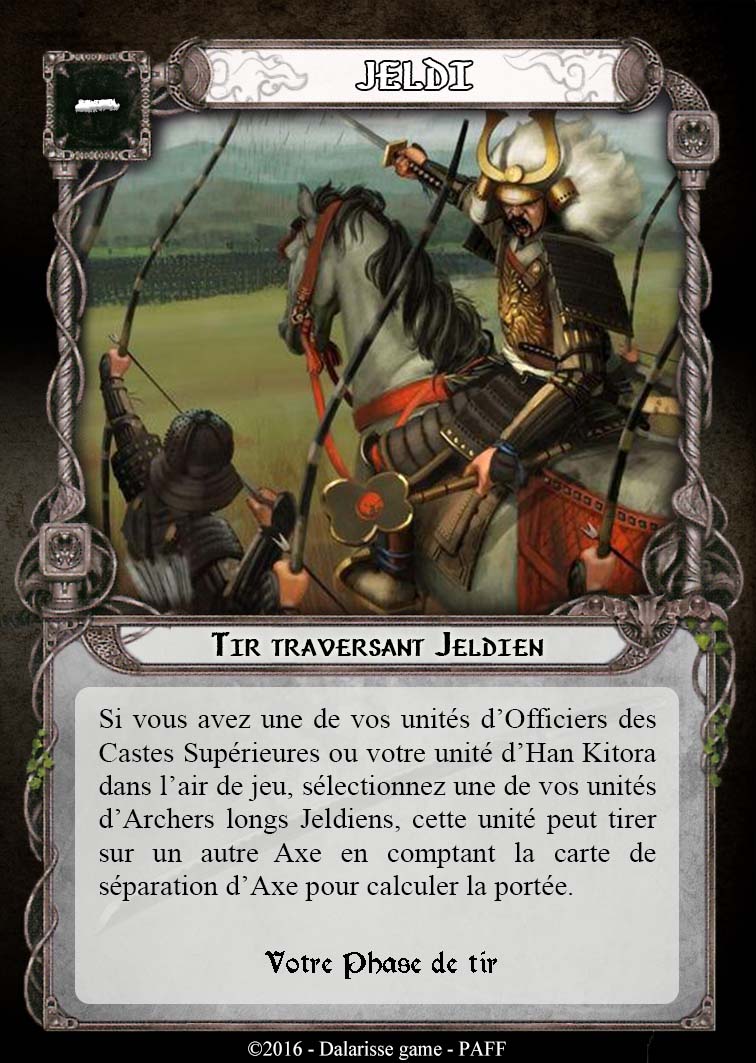 JELDI
Tir traversant Jeldien
Si vous avez une de vos unités d’Officiers des
Castes Supérieures ou votre unité d’Han Kitora
dans l’air de jeu, sélectionnez une de vos unités
d’Archers longs Jeldiens, cette unité peut tirer
sur un autre Axe en comptant la carte de
séparation d’Axe pour calculer la portée.
Votre Phase de tir
©2016 - Dalarisse game - PAFF